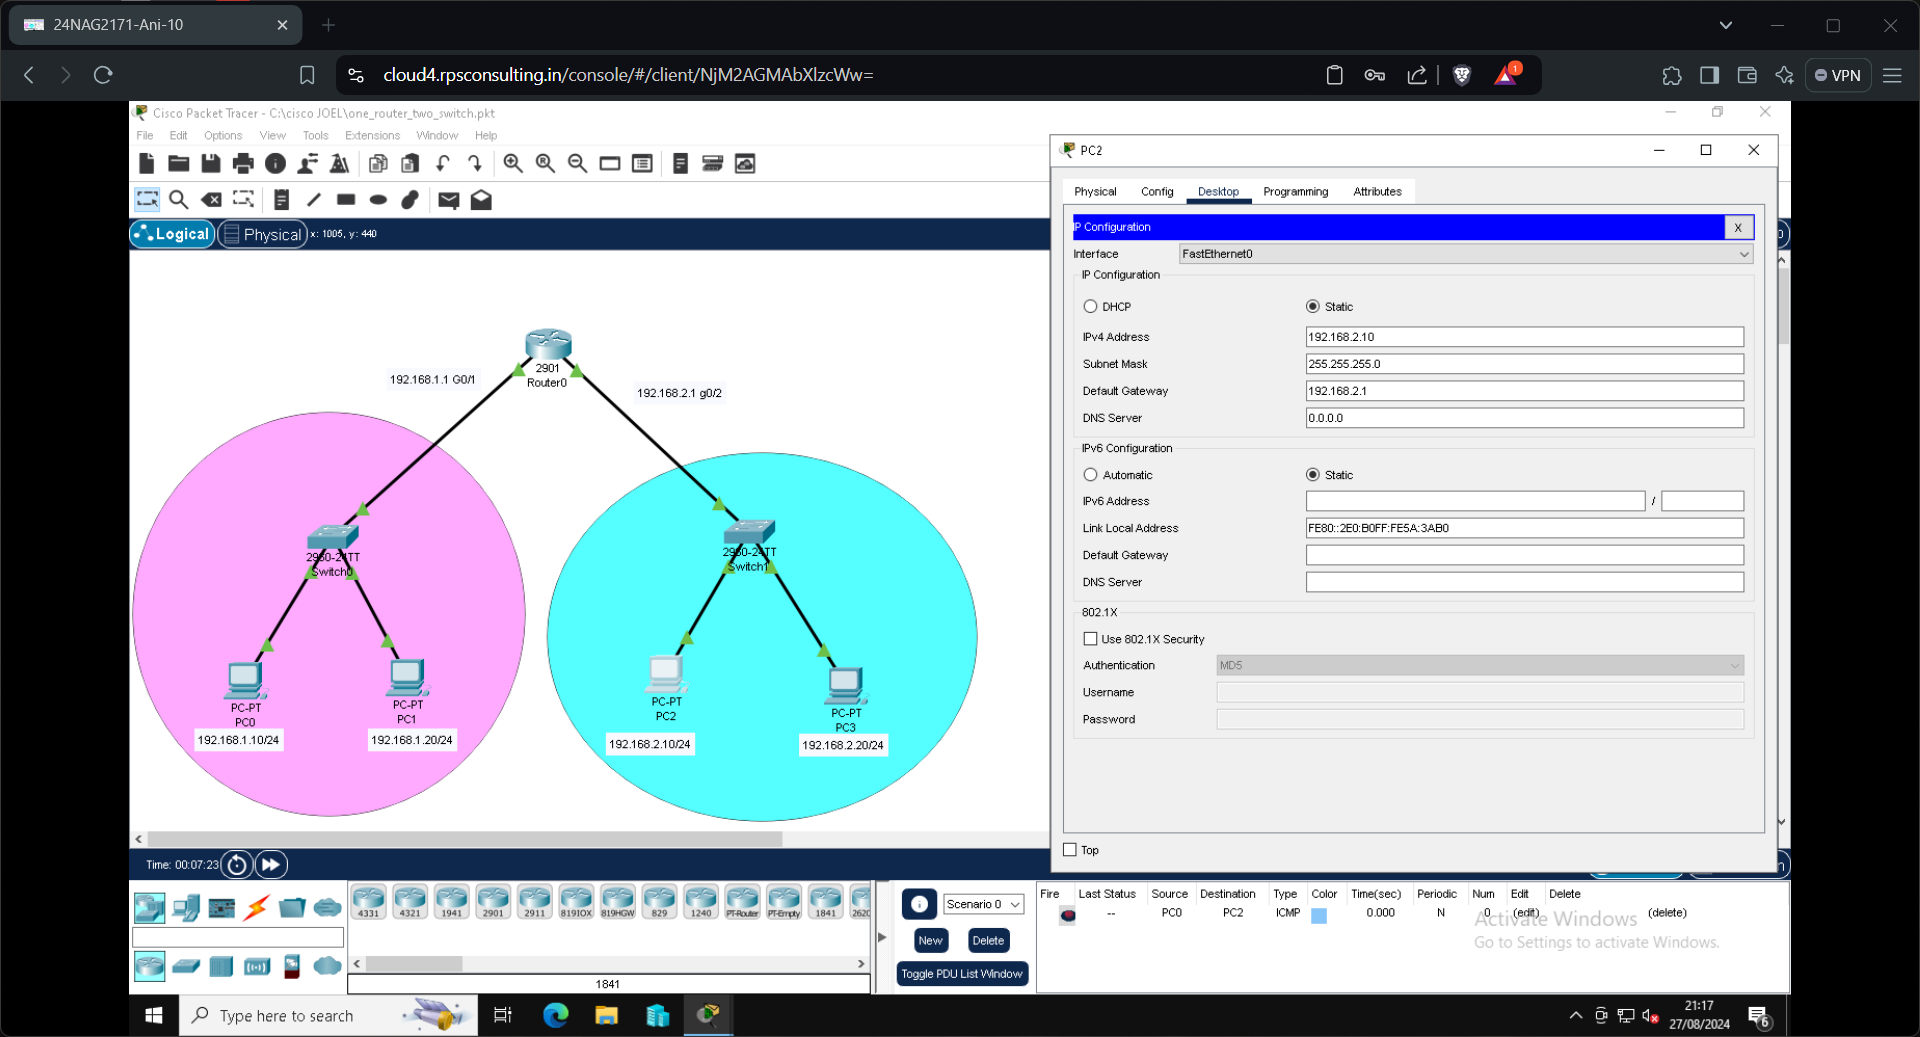 24NAG2171-Ani-10
cloud4.rpsconsulting.in/console/#/client/NjM2AGMAbXlzcWw=
1
VPN
Cisco Packet Tracer - C:\cisco JOEL\one_router_two_switch.pkt
File Edit Options View Tools Extensions Window Help
Logical Physical x: 1005, y: 440
2901
Router0
192.168.1.1 G0/1
192.168.2.1 g0/2
2950-24TT
Switch0
2950-24TT
Switch1
PC-PT
PC0
192.168.1.10/24
PC-PT
PC1
192.168.1.20/24
PC-PT
PC2
192.168.2.10/24
PC-PT
PC3
192.168.2.20/24
PC2
Physical Config Desktop Programming Attributes
IP Configuration X
Interface FastEthernet0
IP Configuration
DHCP Static
IPv4 Address 192.168.2.10
Subnet Mask 255.255.255.0
Default Gateway 192.168.2.1
DNS Server 0.0.0.0
IPv6 Configuration
Automatic Static
IPv6 Address /
Link Local Address FE80::2E0:B0FF:FE5A:3AB0
Default Gateway
DNS Server
802.1X
Use 802.1X Security
Authentication MD5
Username
Password
Top
Time: 00:07:23
4331 4321 1941 2901 2911 819IOX 819HGW 829 1240 PT-Router PT-Empty 1841 262
1841
Scenario 0
New Delete
Toggle PDU List Window
Fire Last Status Source Destination Type Color Time(sec) Periodic Num Edit Delete
-- PC0 PC2 ICMP 0.000 N 0 (edit) (delete)
Activate Windows
Go to Settings to activate Windows.
Type here to search
21:17
27/08/2024
6